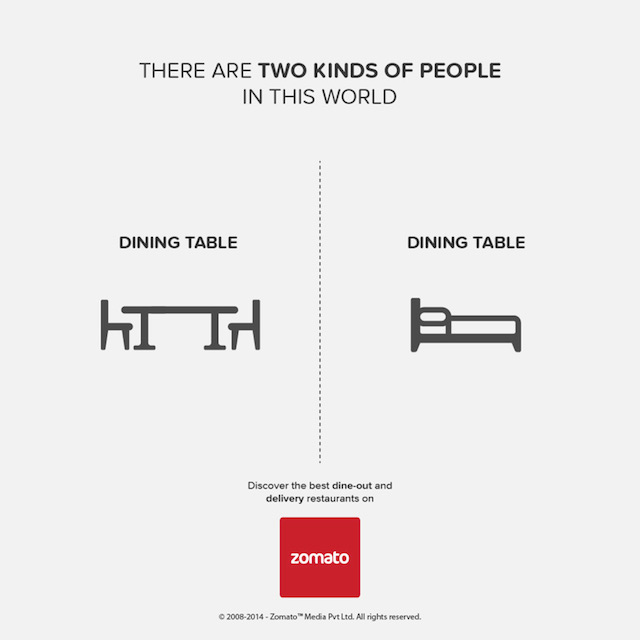 THERE ARE TWO KINDS OF PEOPLE
IN THIS WORLD
DINING TABLE
DINING TABLE
Discover the best dine-out and
delivery restaurants on
zomato
© 2008-2014 - Zomato™ Media Pvt Ltd. All rights reserved.